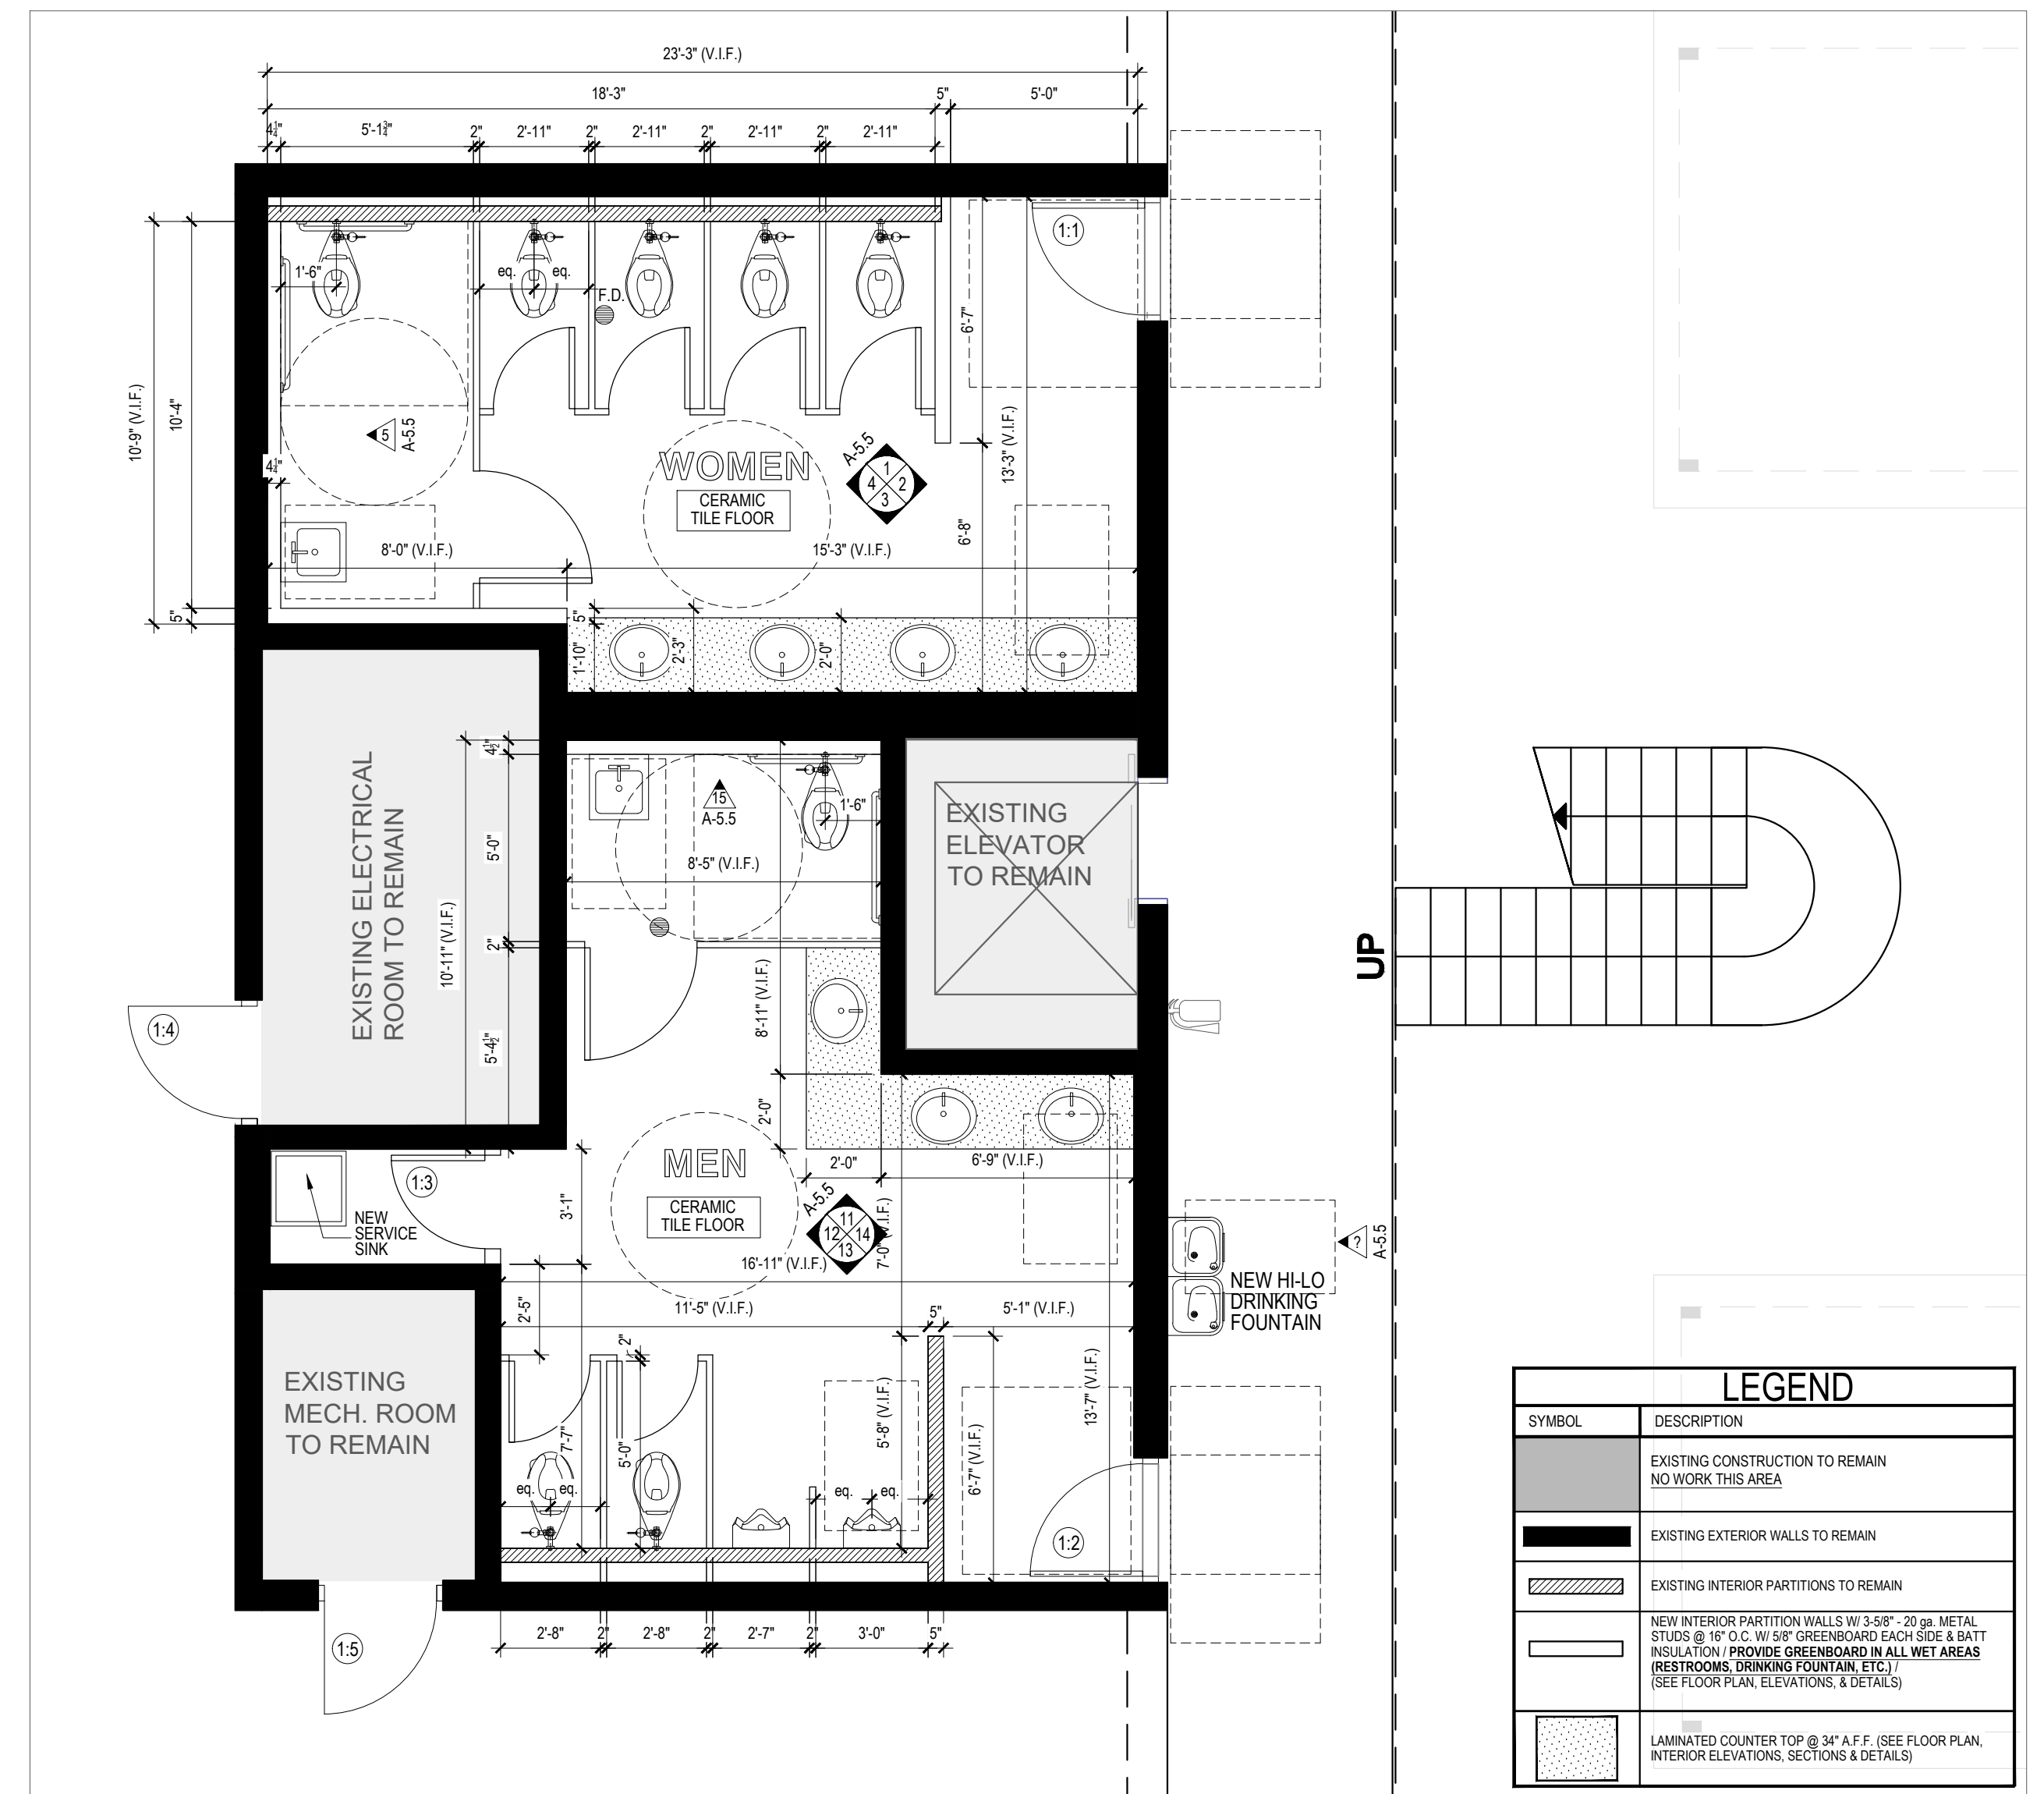 23'-3" (V.I.F.)
18'-3"
5"
5'-0"
4¼"
5'-1¾"
2"
2'-11"
2"
2'-11"
2"
2'-11"
2"
2'-11"
1:1
1'-6"
eq.
eq.
F.D.
6'-7"
10'-9" (V.I.F.)
10'-4"
13'-3" (V.I.F.)
5
A-5.5
4¼"
WOMEN
CERAMIC
TILE FLOOR
A-5.5
1
4
2
3
6'-8"
8'-0" (V.I.F.)
15'-3" (V.I.F.)
5"
5"
1'-10"
2'-3"
2'-0"
4½"
EXISTING ELECTRICAL
ROOM TO REMAIN
5'-0"
2"
10'-11" (V.I.F.)
5'-4½"
15
A-5.5
1'-6"
8'-5" (V.I.F.)
EXISTING
ELEVATOR
TO REMAIN
UP
8'-11" (V.I.F.)
1:4
2'-0"
MEN
CERAMIC
TILE FLOOR
2'-0"
6'-9" (V.I.F.)
1:3
NEW
SERVICE
SINK
3'-1"
A-5.5
11
12
14
13
7'-0" (V.I.F.)
16'-11" (V.I.F.)
?
A-5.5
NEW HI-LO
DRINKING
FOUNTAIN
2'-5"
11'-5" (V.I.F.)
5"
5'-1" (V.I.F.)
2"
EXISTING
MECH. ROOM
TO REMAIN
7'-7"
5'-0"
5'-8" (V.I.F.)
6'-7" (V.I.F.)
13'-7" (V.I.F.)
eq.
eq.
eq.
eq.
1:2
1:5
2'-8"
2"
2'-8"
2"
2'-7"
2"
3'-0"
5"
LEGEND
SYMBOL
DESCRIPTION
EXISTING CONSTRUCTION TO REMAIN
NO WORK THIS AREA
EXISTING EXTERIOR WALLS TO REMAIN
EXISTING INTERIOR PARTITIONS TO REMAIN
NEW INTERIOR PARTITION WALLS W/ 3-5/8" - 20 ga. METAL
STUDS @ 16" O.C. W/ 5/8" GREENBOARD EACH SIDE & BATT
INSULATION / PROVIDE GREENBOARD IN ALL WET AREAS
(RESTROOMS, DRINKING FOUNTAIN, ETC.) /
(SEE FLOOR PLAN, ELEVATIONS, & DETAILS)
LAMINATED COUNTER TOP @ 34" A.F.F. (SEE FLOOR PLAN,
INTERIOR ELEVATIONS, SECTIONS & DETAILS)